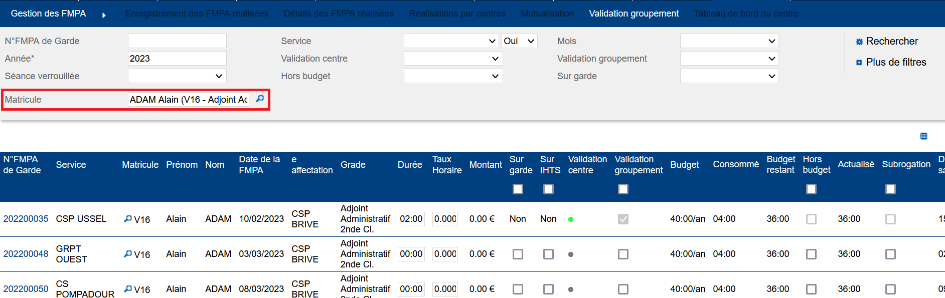 Gestion des FMPA Enregistrement des FMPA réalisées Détails des FMPA réalisées Réalisations par centres Mutualisation Validation groupement Tableau de bord du centre
N°FMPA de Garde Service Oui Mois Rechercher
Année* 2023 Validation centre Validation groupement Plus de filtres
Séance verrouillée Hors budget Sur garde
Matricule ADAM Alain (V16 - Adjoint Ac
N°FMPA de Garde Service Matricule Prénom Nom Date de la FMPA e affectation Grade Durée Taux Horaire Montant Sur garde Sur IHTS Validation centre Validation groupement Budget Consommé Budget restant Hors budget Actualisé Subrogation
202200035 CSP USSEL V16 Alain ADAM 10/02/2023 CSP BRIVE Adjoint Administratif 2nde Cl. 02:00 0.000 0.00 € Non Non 40:00/an 04:00 36:00 36:00
202200048 GRPT OUEST V16 Alain ADAM 03/03/2023 CSP BRIVE Adjoint Administratif 2nde Cl. 00:00 0.000 0.00 € 40:00/an 04:00 36:00 36:00
202200050 CS POMPADOUR V16 Alain ADAM 08/03/2023 CSP BRIVE Adjoint Administratif 00:00 0.000 0.00 € 40:00/an 04:00 36:00 36:00